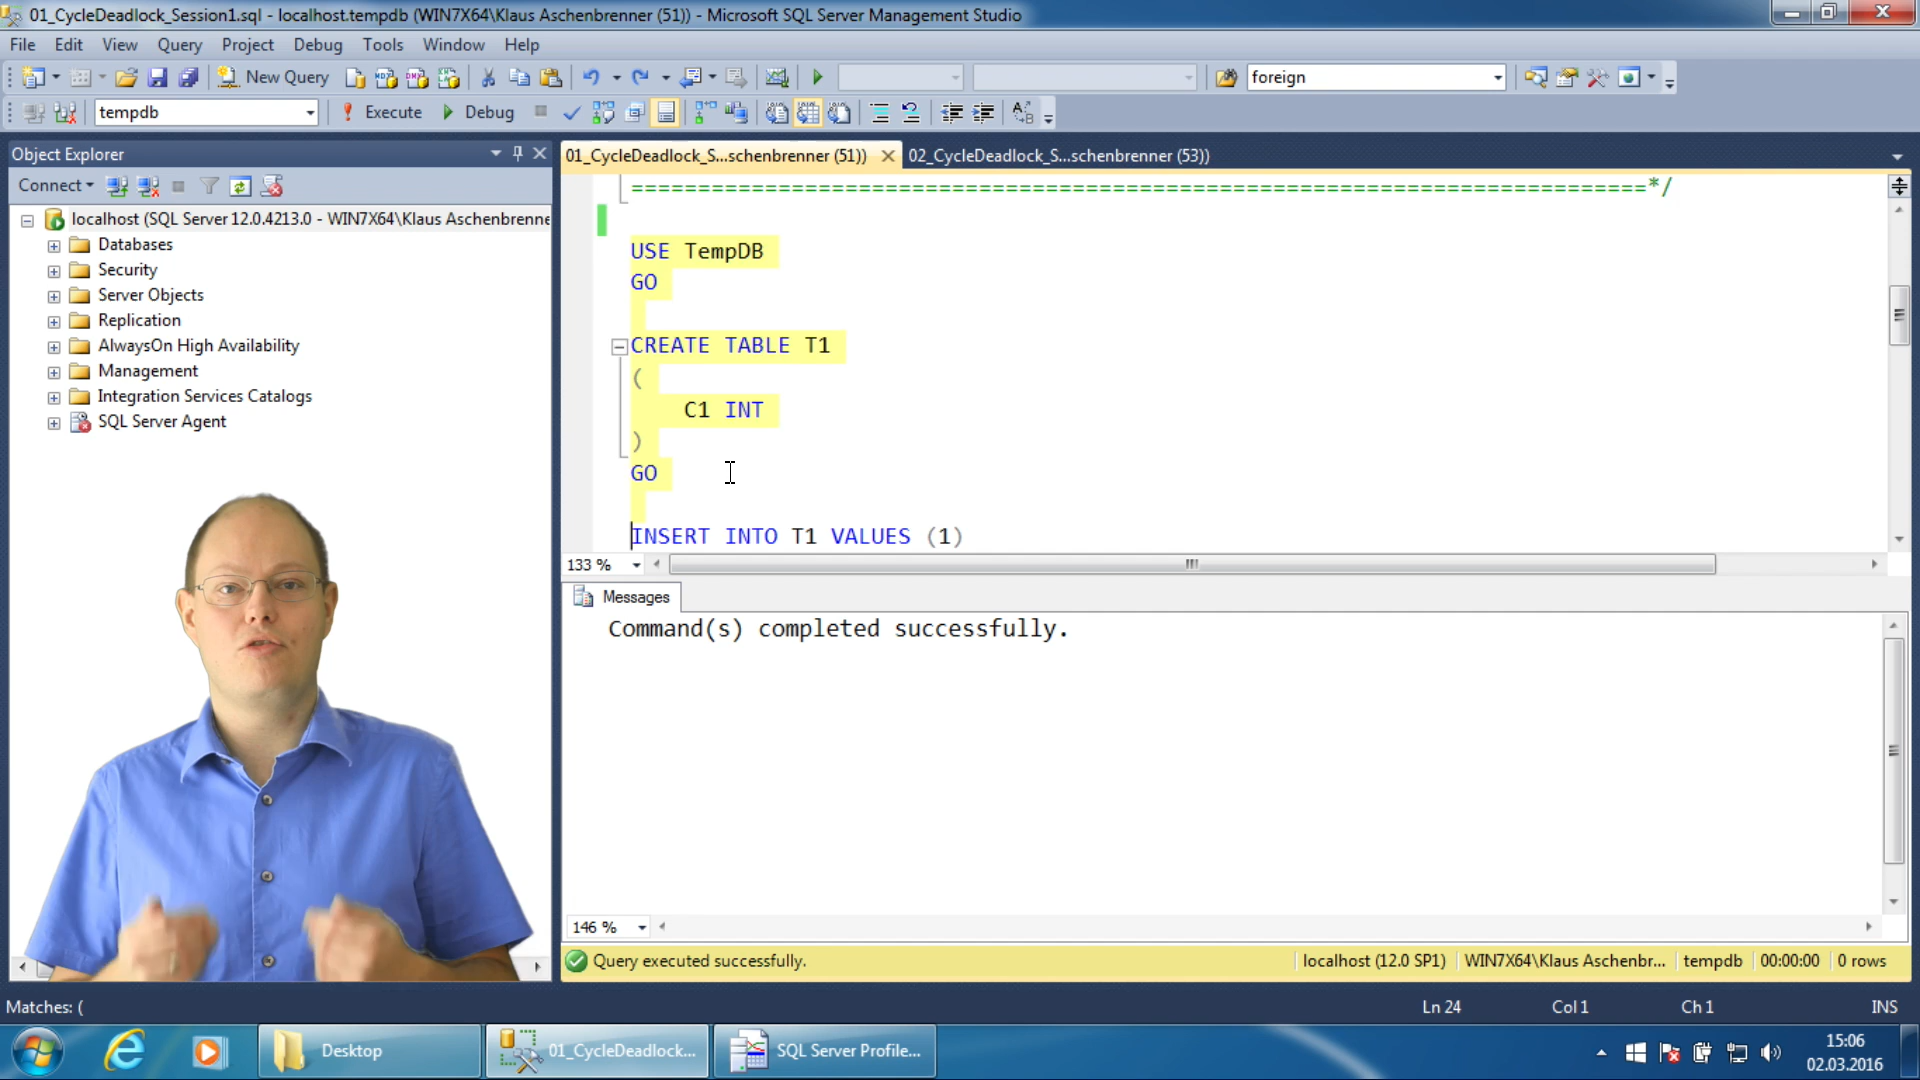 01_CycleDeadlock_Session1.sql - localhost.tempdb (WIN7X64\Klaus Aschenbrenner (51)) - Microsoft SQL Server Management Studio
File Edit View Query Project Debug Tools Window Help
New Query foreign
tempdb Execute Debug
Object Explorer
Connect
localhost (SQL Server 12.0.4213.0 - WIN7X64\Klaus Aschenbrenne
Databases
Security
Server Objects
Replication
AlwaysOn High Availability
Management
Integration Services Catalogs
SQL Server Agent
01_CycleDeadlock_S...schenbrenner (51)) 02_CycleDeadlock_S...schenbrenner (53))
============================================================================*/
USE TempDB
GO
CREATE TABLE T1
(
C1 INT
)
GO
INSERT INTO T1 VALUES (1)
133 %
Messages
Command(s) completed successfully.
146 %
Query executed successfully. localhost (12.0 SP1) WIN7X64\Klaus Aschenbr... tempdb 00:00:00 0 rows
Matches: ( Ln 24 Col 1 Ch 1 INS
Desktop 01_CycleDeadlock... SQL Server Profile... 15:06
02.03.2016